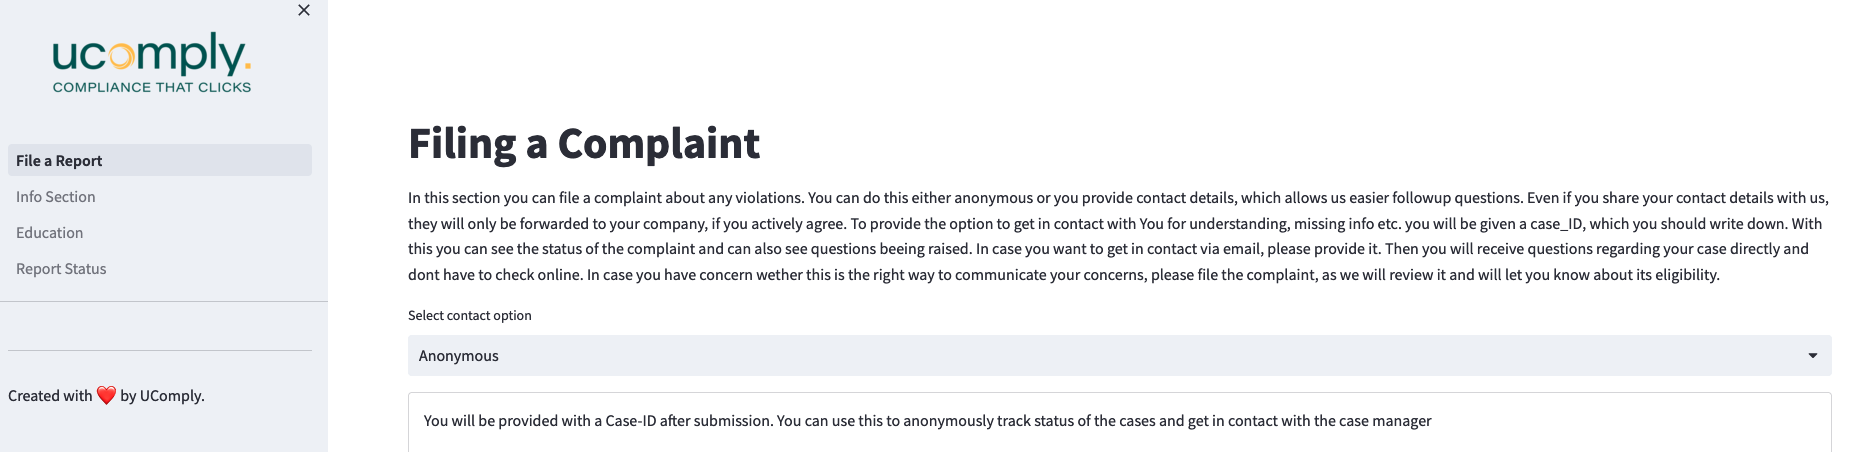 ucomply.
COMPLIANCE THAT CLICKS
File a Report
Info Section
Education
Report Status
Created with ❤️ by UComply.
Filing a Complaint
In this section you can file a complaint about any violations. You can do this either anonymous or you provide contact details, which allows us easier followup questions. Even if you share your contact details with us,
they will only be forwarded to your company, if you actively agree. To provide the option to get in contact with You for understanding, missing info etc. you will be given a case_ID, which you should write down. With
this you can see the status of the complaint and can also see questions beeing raised. In case you want to get in contact via email, please provide it. Then you will receive questions regarding your case directly and
dont have to check online. In case you have concern wether this is the right way to communicate your concerns, please file the complaint, as we will review it and will let you know about its eligibility.
Select contact option
Anonymous
You will be provided with a Case-ID after submission. You can use this to anonymously track status of the cases and get in contact with the case manager